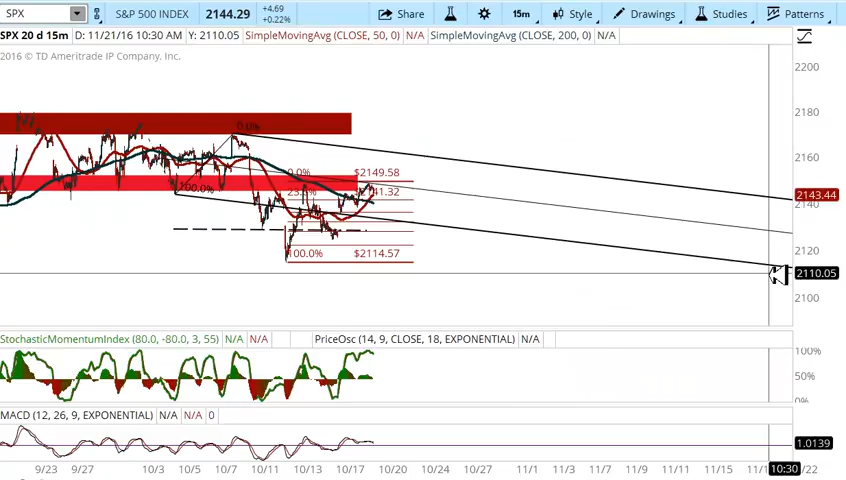 SPX S&P 500 INDEX 2144.29 +4.69 +0.22% Share 15m Style Drawings Studies Patterns
SPX 20 d 15m D: 11/21/16 10:30 AM Y: 2110.05 SimpleMovingAvg (CLOSE, 50, 0) N/A SimpleMovingAvg (CLOSE, 200, 0) N/A
2016 © TD Ameritrade IP Company, Inc.
2200
2180
0.0%
2160
0.0% $2149.58
100.0%
2143.44
2140
2120
100.0% $2114.57
2110.05
2100
StochasticMomentumIndex (80.0, -80.0, 3, 55) N/A N/A PriceOsc (14, 9, CLOSE, 18, EXPONENTIAL) N/A
100%
50%
0%
MACD (12, 26, 9, EXPONENTIAL) N/A N/A 0
1.0139
9/23 9/27 10/3 10/5 10/7 10/11 10/13 10/17 10/20 10/24 10/27 11/1 11/3 11/7 11/9 11/11 11/15 10:30 /22